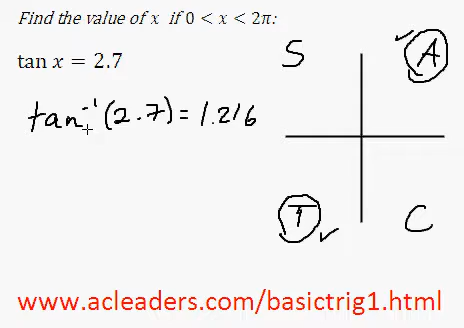 Find the value of x if 0 < x < 2π:
tan x = 2.7
tan⁻¹(2.7) = 1.216
S A
T C
www.acleaders.com/basictrig1.html